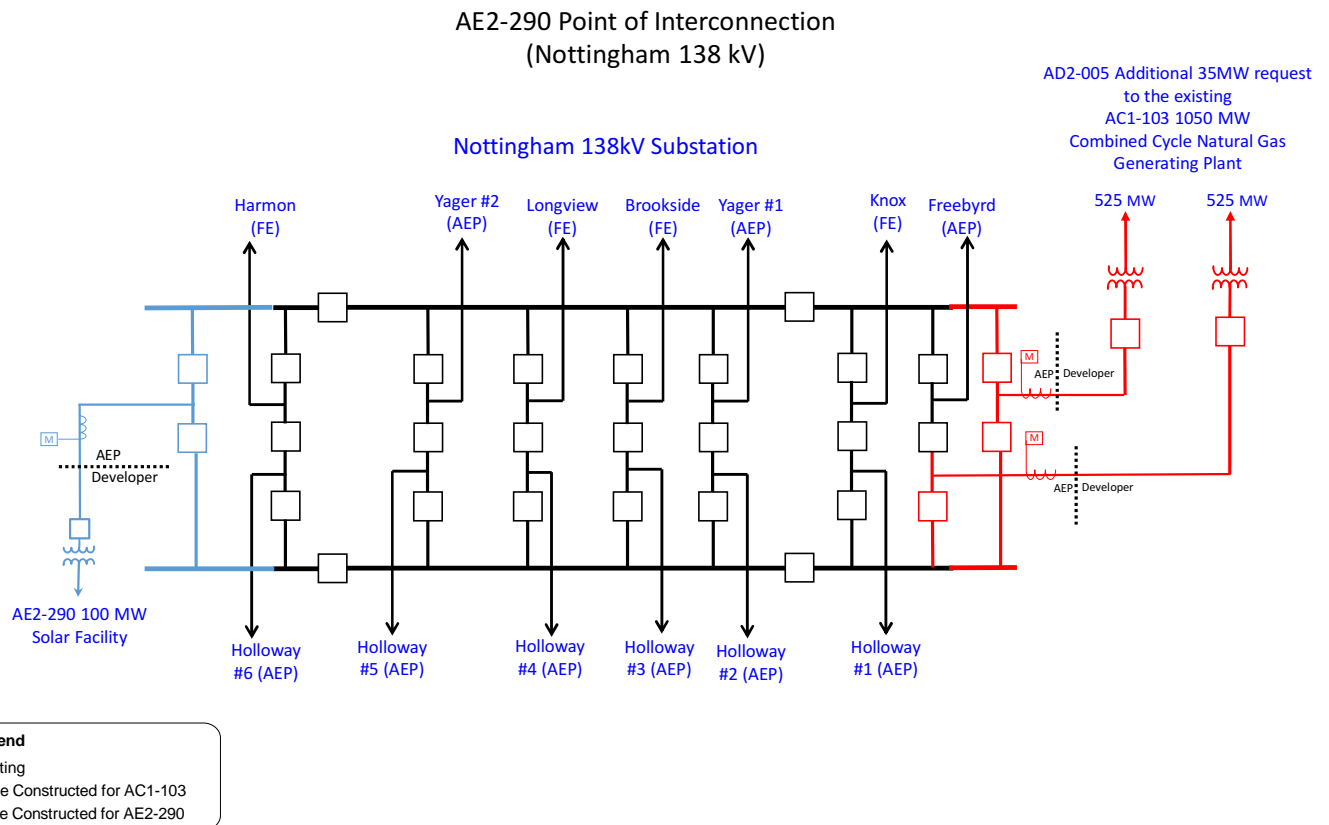 AE2-290 Point of Interconnection
(Nottingham 138 kV)
AD2-005 Additional 35MW request
to the existing
AC1-103 1050 MW
Combined Cycle Natural Gas
Generating Plant
Nottingham 138kV Substation
525 MW
525 MW
Harmon
(FE)
Yager #2
(AEP)
Longview
(FE)
Brookside
(FE)
Yager #1
(AEP)
Knox
(FE)
Freebyrd
(AEP)
M
AEP
Developer
M
AEP
Developer
M
AEP
Developer
AE2-290 100 MW
Solar Facility
Holloway
#6 (AEP)
Holloway
#5 (AEP)
Holloway
#4 (AEP)
Holloway
#3 (AEP)
Holloway
#2 (AEP)
Holloway
#1 (AEP)
end
ting
e Constructed for AC1-103
e Constructed for AE2-290